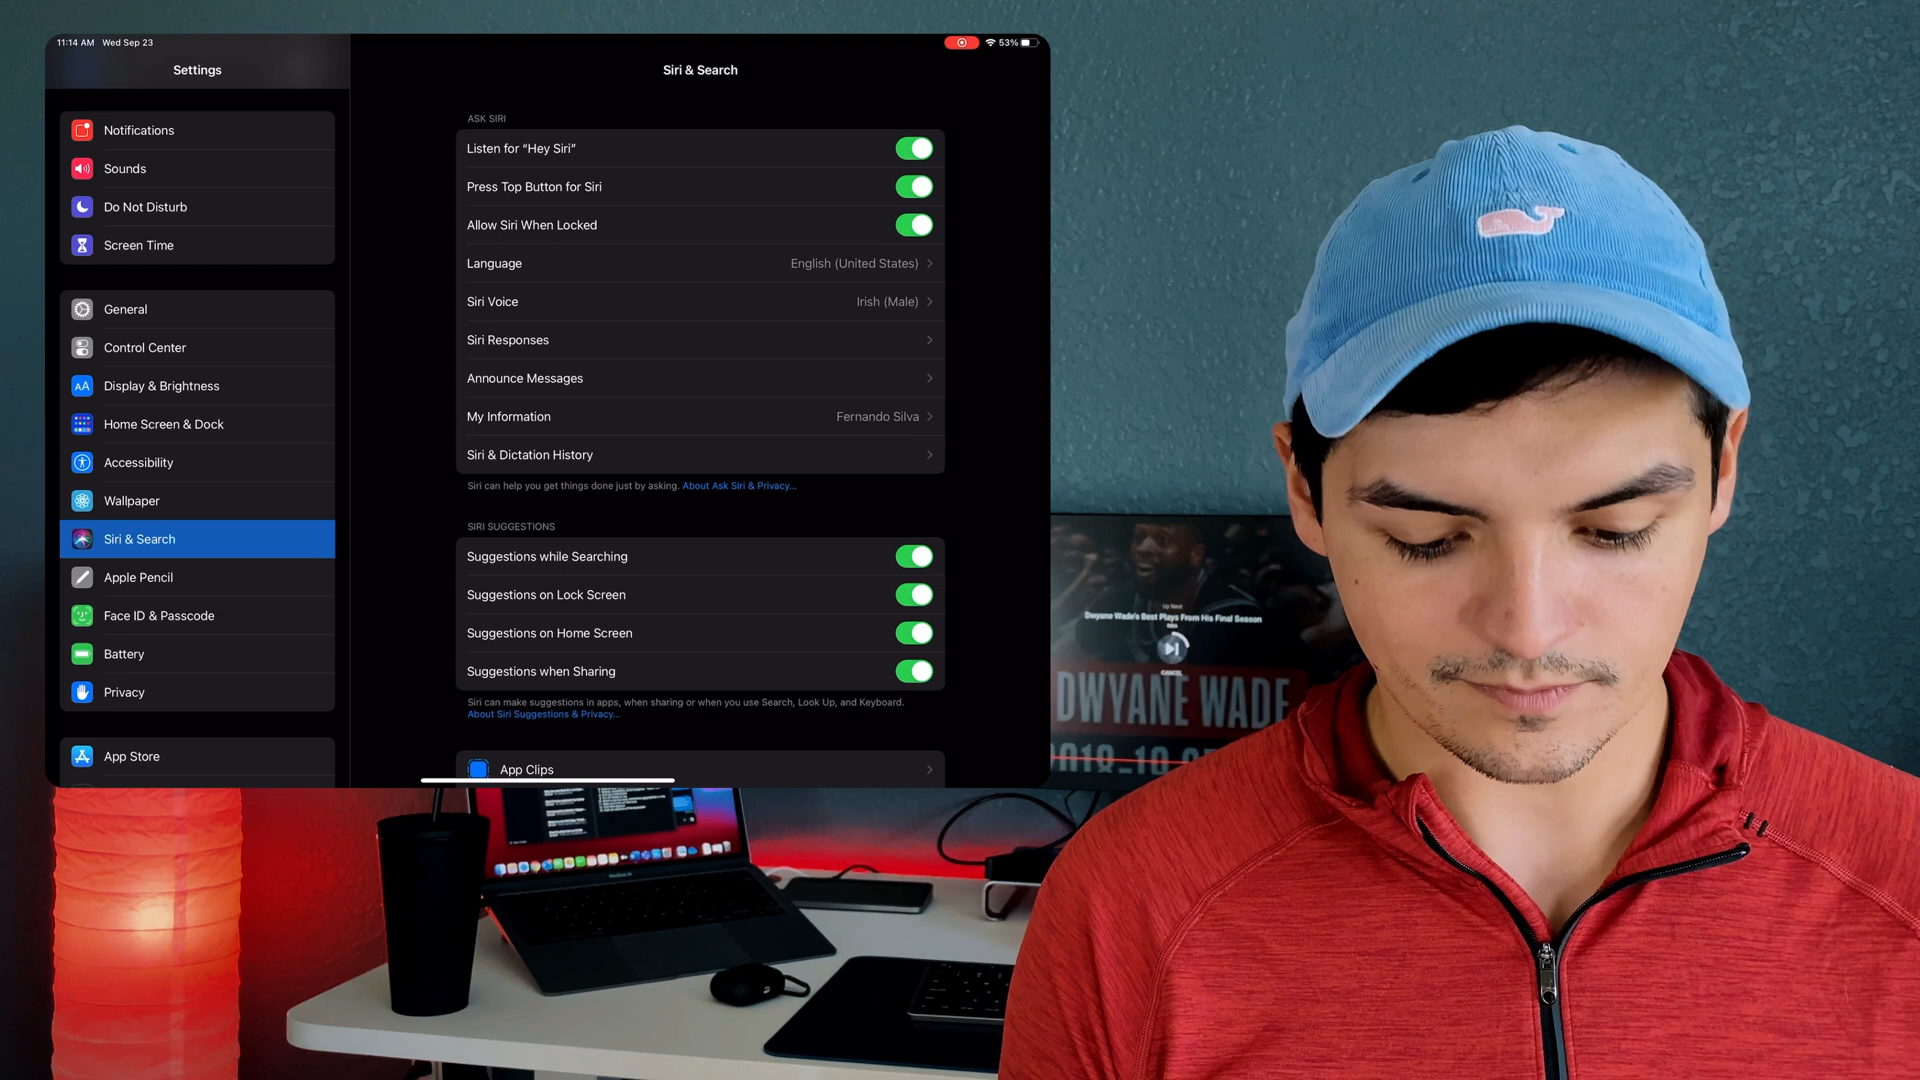 11:14 AM Wed Sep 23
53%
Settings
Siri & Search
Notifications
Sounds
Do Not Disturb
Screen Time
General
Control Center
Display & Brightness
Home Screen & Dock
Accessibility
Wallpaper
Siri & Search
Apple Pencil
Face ID & Passcode
Battery
Privacy
App Store
ASK SIRI
Listen for “Hey Siri”
Press Top Button for Siri
Allow Siri When Locked
Language English (United States)
Siri Voice Irish (Male)
Siri Responses
Announce Messages
My Information Fernando Silva
Siri & Dictation History
Siri can help you get things done just by asking. About Ask Siri & Privacy...
SIRI SUGGESTIONS
Suggestions while Searching
Suggestions on Lock Screen
Suggestions on Home Screen
Suggestions when Sharing
Siri can make suggestions in apps, when sharing or when you use Search, Look Up, and Keyboard.
About Siri Suggestions & Privacy...
App Clips
Up Next
Dwyane Wade's Best Plays From His Final Season
NBA
CANCEL
DWYANE WADE
MacBook Air